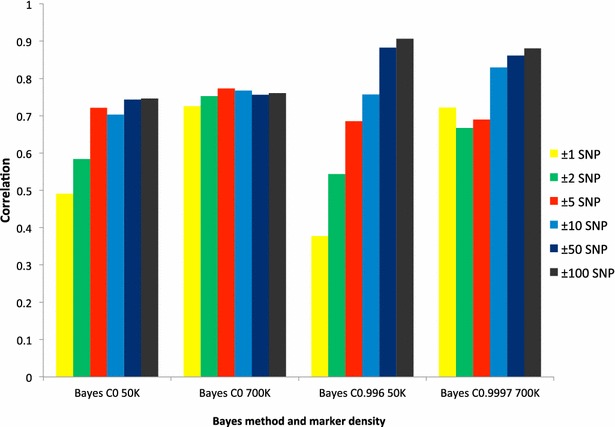 1
0.9
0.8
0.7
0.6
0.5
0.4
0.3
0.2
0.1
0
Correlation
Bayes C0 50K
Bayes C0 700K
Bayes C0.996 50K
Bayes C0.9997 700K
Bayes method and marker density
±1 SNP
±2 SNP
±5 SNP
±10 SNP
±50 SNP
±100 SNP